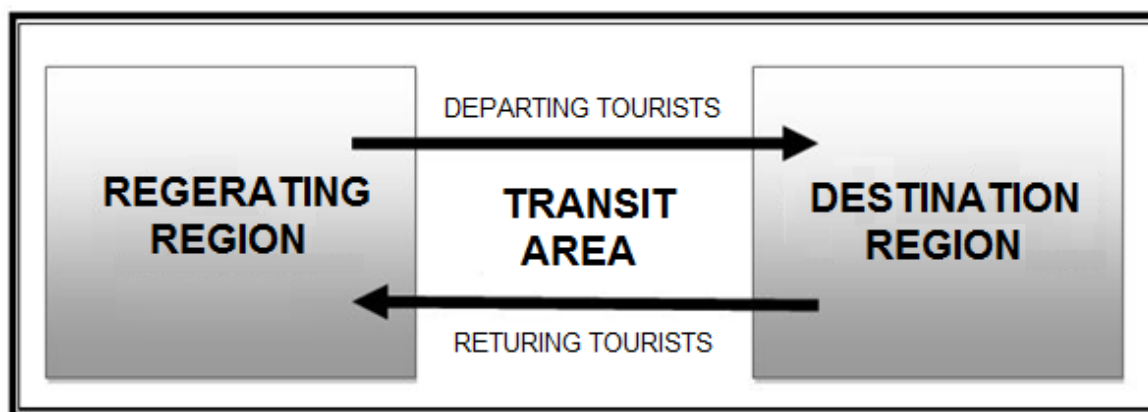 DEPARTING TOURISTS
REGERATING
REGION
TRANSIT
AREA
DESTINATION
REGION
RETURING TOURISTS